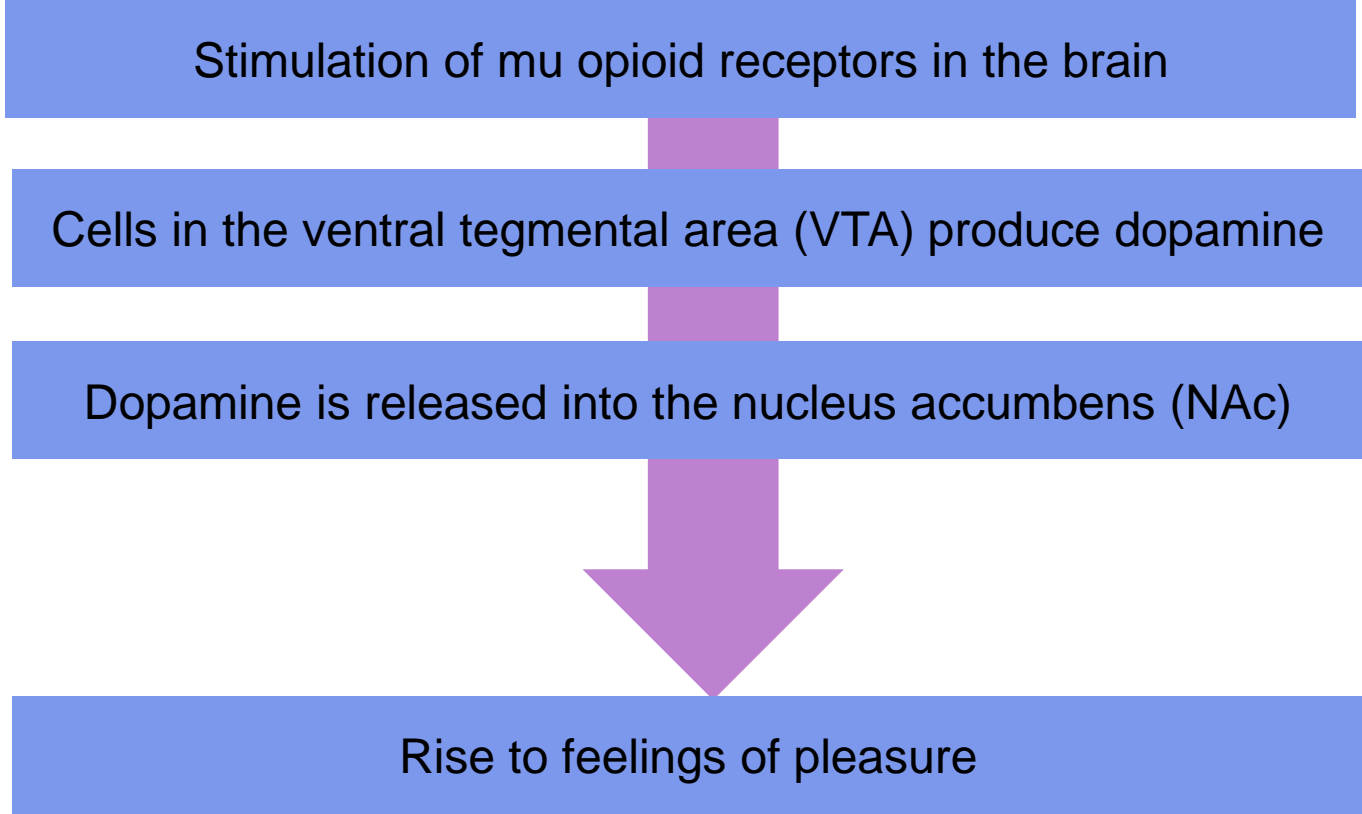 Stimulation of mu opioid receptors in the brain
Cells in the ventral tegmental area (VTA) produce dopamine
Dopamine is released into the nucleus accumbens (NAc)
Rise to feelings of pleasure